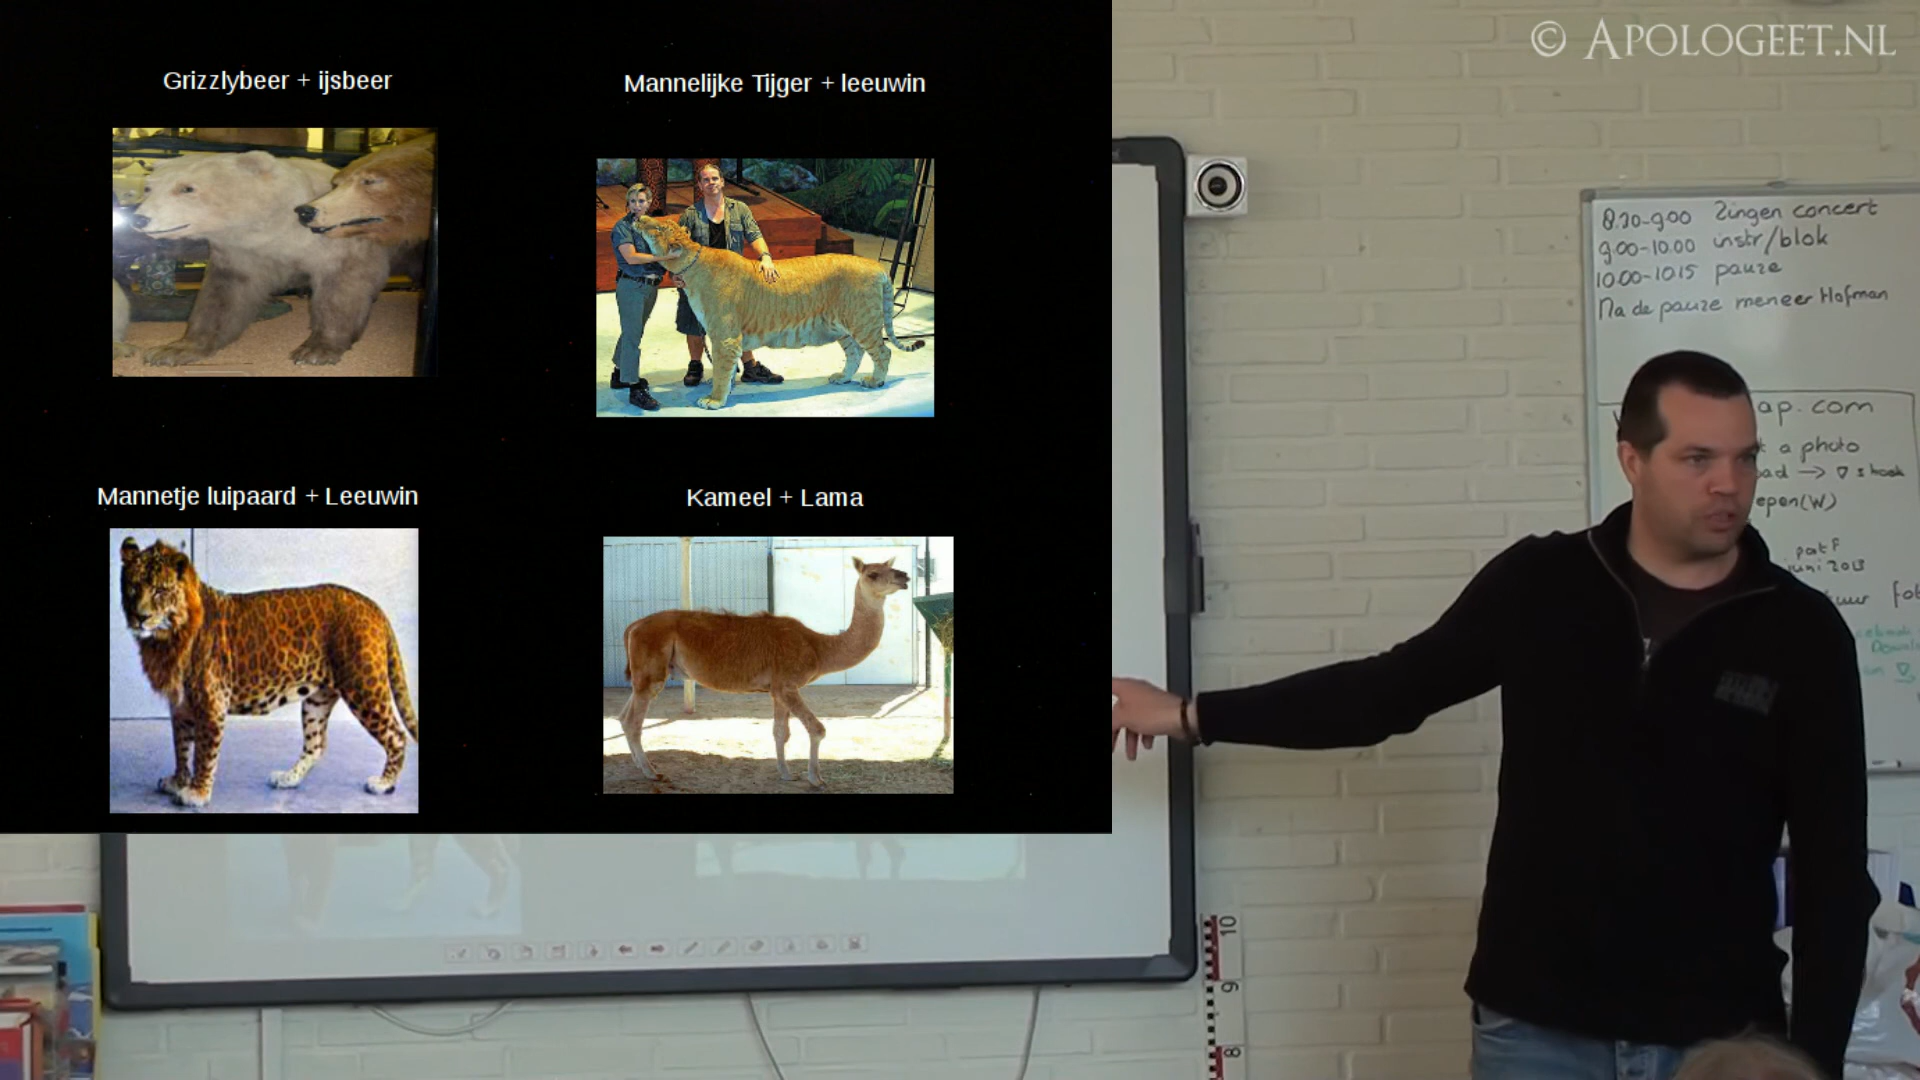 © APOLOGEET.NL
Grizzlybeer + ijsbeer
Mannelijke Tijger + leeuwin
Mannetje luipaard + Leeuwin
Kameel + Lama
8.30-9.00 Zingen concert
9.00-10.00 instr/blok
10.00-10.15 pauze
Na de pauze meneer Hofman
ap.com
a photo
juni 2013
10
9
8